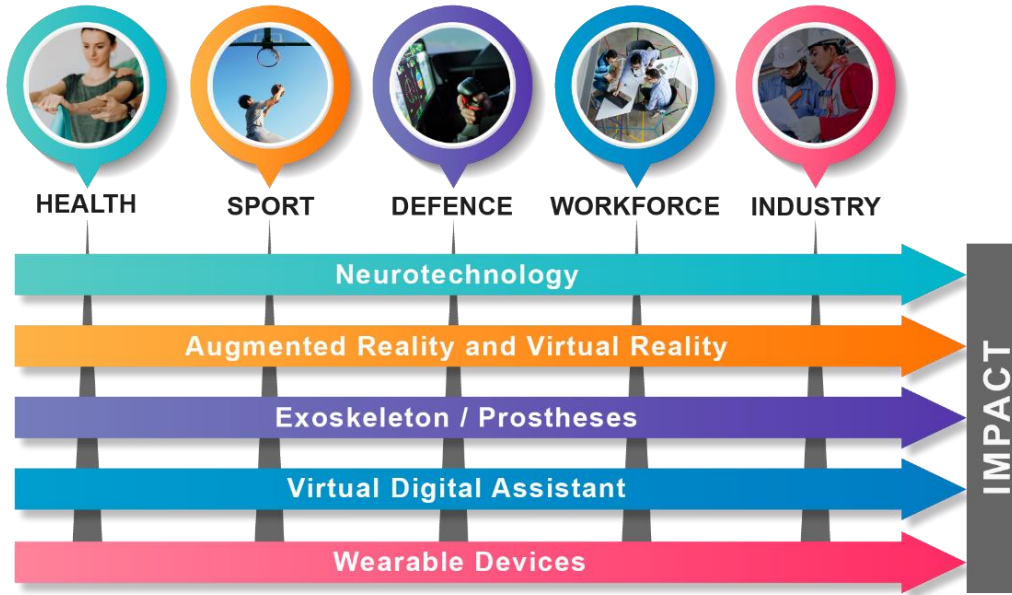 HEALTH
SPORT
DEFENCE
WORKFORCE
INDUSTRY
Neurotechnology
Augmented Reality and Virtual Reality
Exoskeleton / Prostheses
Virtual Digital Assistant
Wearable Devices
IMPACT